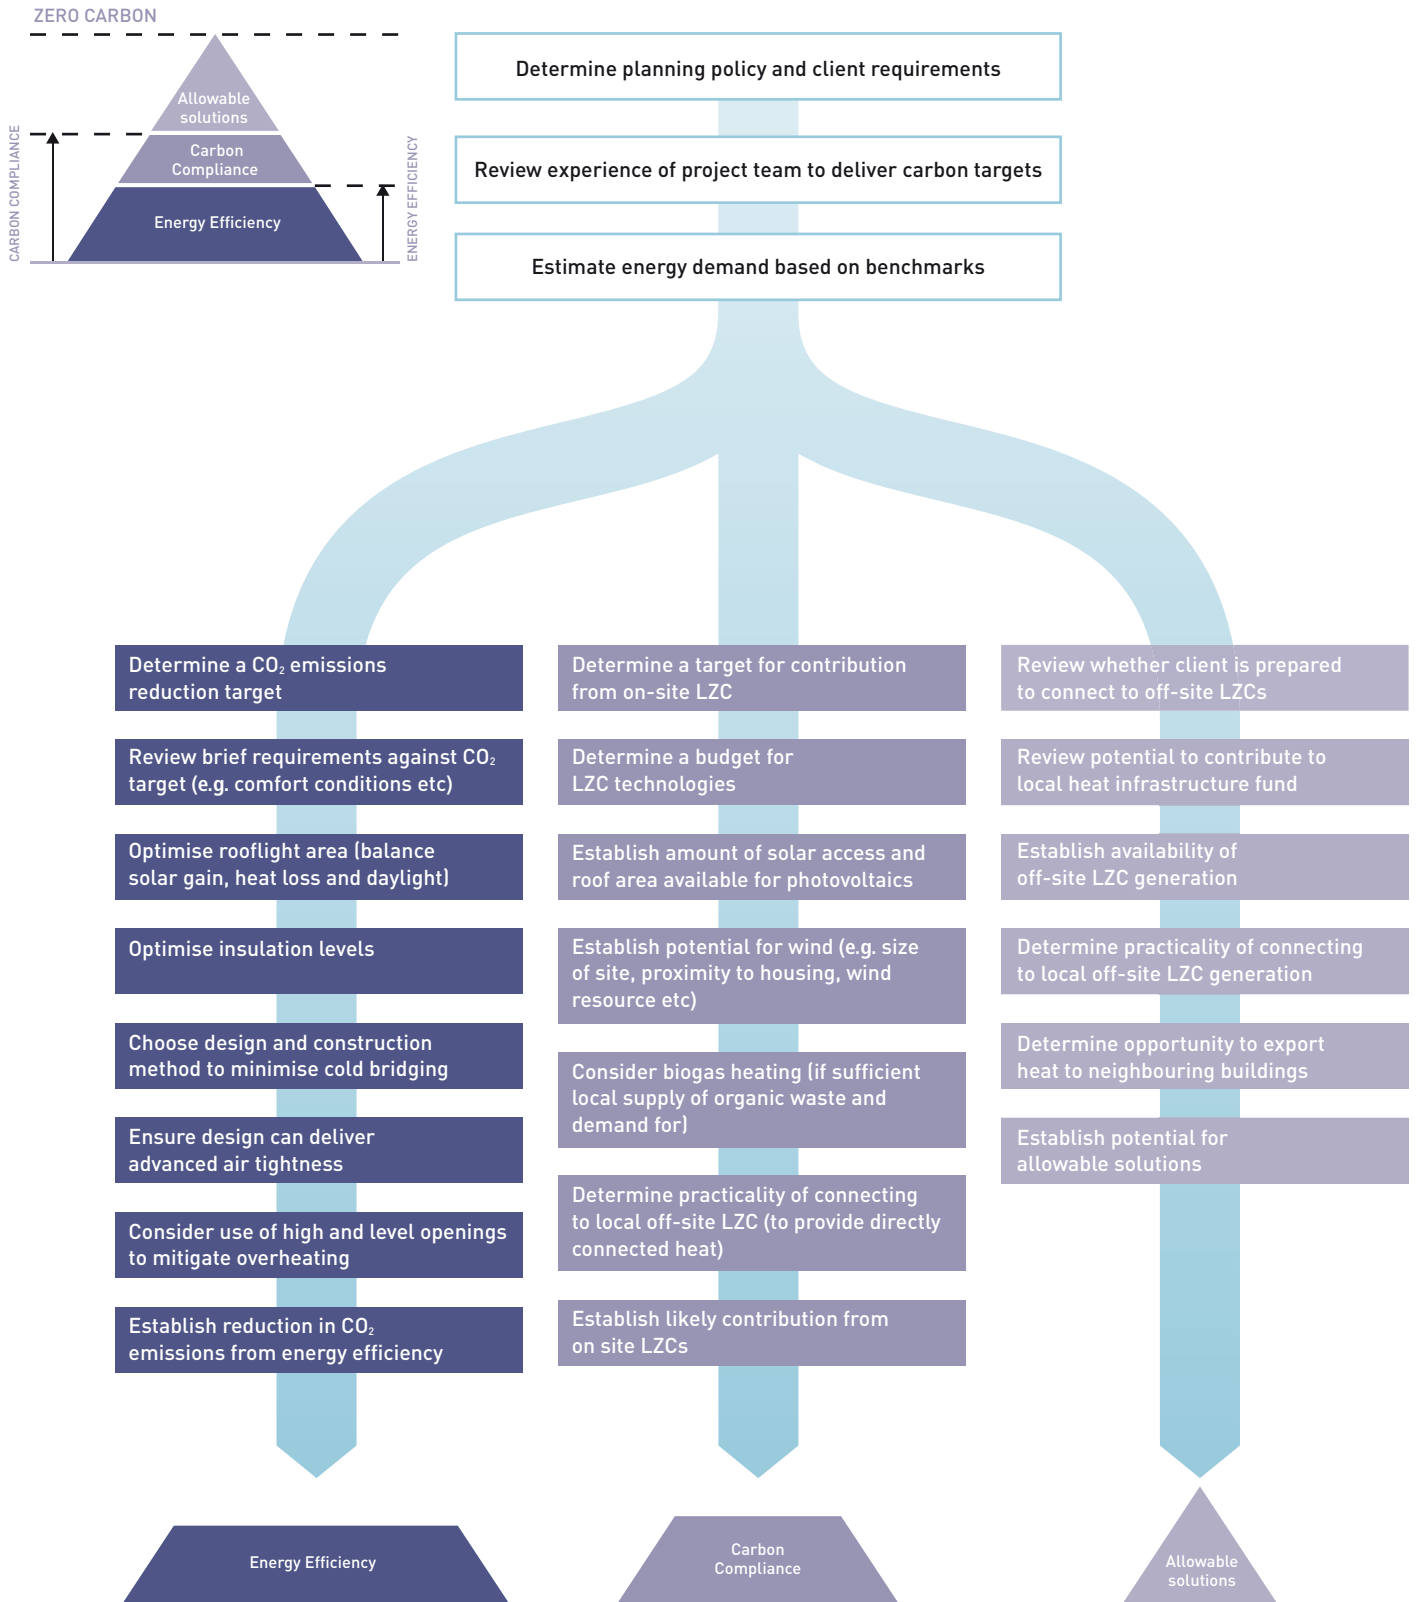 ZERO CARBON
Allowable
solutions
Carbon
Compliance
Energy Efficiency
CARBON COMPLIANCE
ENERGY EFFICIENCY
Determine planning policy and client requirements
Review experience of project team to deliver carbon targets
Estimate energy demand based on benchmarks
Determine a CO₂ emissions
reduction target
Review brief requirements against CO₂
target (e.g. comfort conditions etc)
Optimise rooflight area (balance
solar gain, heat loss and daylight)
Optimise insulation levels
Choose design and construction
method to minimise cold bridging
Ensure design can deliver
advanced air tightness
Consider use of high and level openings
to mitigate overheating
Establish reduction in CO₂
emissions from energy efficiency
Energy Efficiency
Determine a target for contribution
from on-site LZC
Determine a budget for
LZC technologies
Establish amount of solar access and
roof area available for photovoltaics
Establish potential for wind (e.g. size
of site, proximity to housing, wind
resource etc)
Consider biogas heating (if sufficient
local supply of organic waste and
demand for)
Determine practicality of connecting
to local off-site LZC (to provide directly
connected heat)
Establish likely contribution from
on site LZCs
Carbon
Compliance
Review whether client is prepared
to connect to off-site LZCs
Review potential to contribute to
local heat infrastructure fund
Establish availability of
off-site LZC generation
Determine practicality of connecting
to local off-site LZC generation
Determine opportunity to export
heat to neighbouring buildings
Establish potential for
allowable solutions
Allowable
solutions